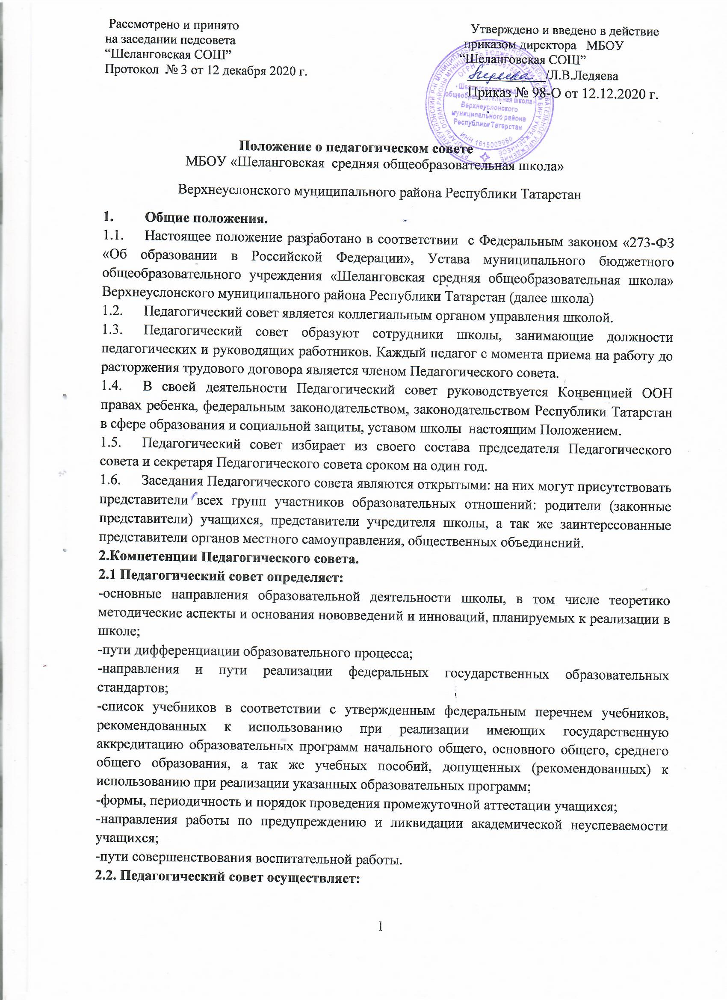 Рассмотрено и принято
на заседании педсовета
“Шеланговская СОШ”
Протокол № 3 от 12 декабря 2020 г.
Утверждено и введено в действие
приказом директора МБОУ
“Шеланговская СОШ”
/Л.В.Ледяева
Приказ № 98-О от 12.12.2020 г.
Шеланговская средняя
общеобразовательная школа»
Верхнеуслонского
муниципального района
Республики Татарстан
ИНН 1615003960
Положение о педагогическом совете
МБОУ «Шеланговская средняя общеобразовательная школа»
Верхнеуслонского муниципального района Республики Татарстан
1. Общие положения.
1.1. Настоящее положение разработано в соответствии с Федеральным законом «273-ФЗ
«Об образовании в Российской Федерации», Устава муниципального бюджетного
общеобразовательного учреждения «Шеланговская средняя общеобразовательная школа»
Верхнеуслонского муниципального района Республики Татарстан (далее школа)
1.2. Педагогический совет является коллегиальным органом управления школой.
1.3. Педагогический совет образуют сотрудники школы, занимающие должности
педагогических и руководящих работников. Каждый педагог с момента приема на работу до
расторжения трудового договора является членом Педагогического совета.
1.4. В своей деятельности Педагогический совет руководствуется Конвенцией ООН
правах ребенка, федеральным законодательством, законодательством Республики Татарстан
в сфере образования и социальной защиты, уставом школы настоящим Положением.
1.5. Педагогический совет избирает из своего состава председателя Педагогического
совета и секретаря Педагогического совета сроком на один год.
1.6. Заседания Педагогического совета являются открытыми: на них могут присутствовать
представители всех групп участников образовательных отношений: родители (законные
представители) учащихся, представители учредителя школы, а так же заинтересованные
представители органов местного самоуправления, общественных объединений.
2.Компетенции Педагогического совета.
2.1 Педагогический совет определяет:
-основные направления образовательной деятельности школы, в том числе теоретико
методические аспекты и основания нововведений и инноваций, планируемых к реализации в
школе;
-пути дифференциации образовательного процесса;
-направления и пути реализации федеральных государственных образовательных
стандартов;
-список учебников в соответствии с утвержденным федеральным перечнем учебников,
рекомендованных к использованию при реализации имеющих государственную
аккредитацию образовательных программ начального общего, основного общего, среднего
общего образования, а так же учебных пособий, допущенных (рекомендованных) к
использованию при реализации указанных образовательных программ;
-формы, периодичность и порядок проведения промежуточной аттестации учащихся;
-направления работы по предупреждению и ликвидации академической неуспеваемости
учащихся;
-пути совершенствования воспитательной работы.
2.2. Педагогический совет осуществляет:
1